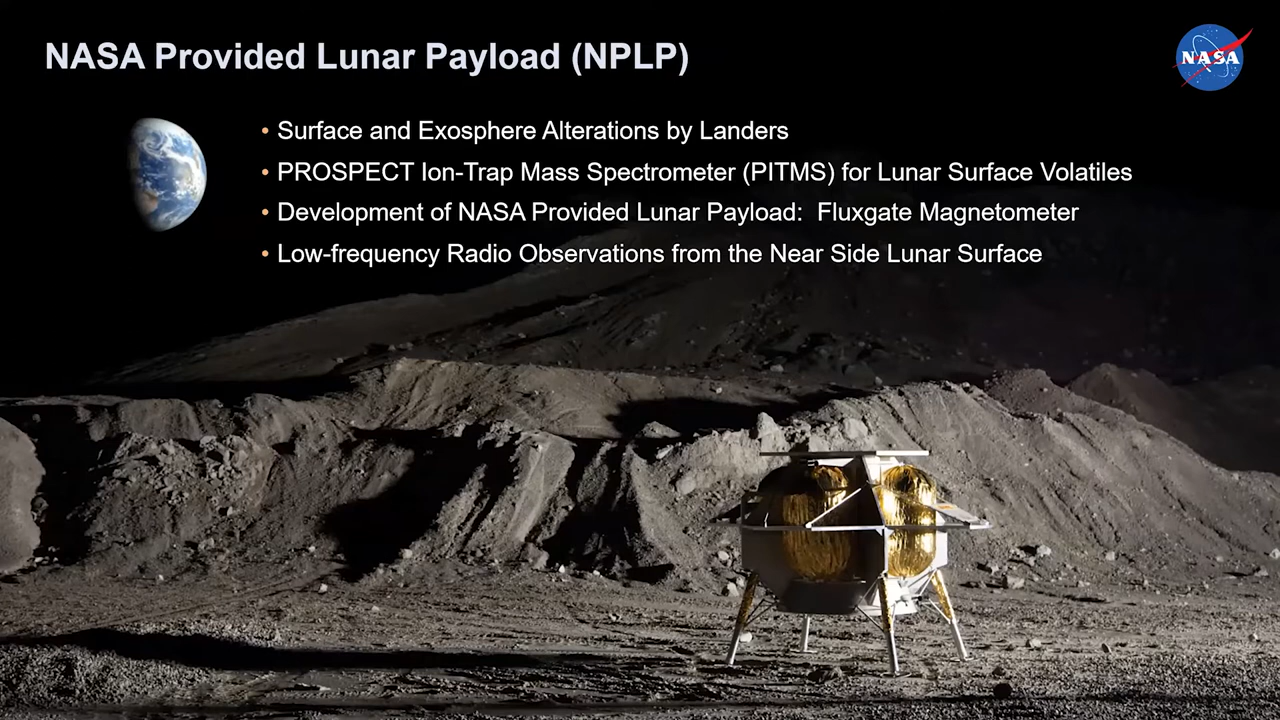 NASA Provided Lunar Payload (NPLP)
NASA
• Surface and Exosphere Alterations by Landers
• PROSPECT Ion-Trap Mass Spectrometer (PITMS) for Lunar Surface Volatiles
• Development of NASA Provided Lunar Payload:  Fluxgate Magnetometer
• Low-frequency Radio Observations from the Near Side Lunar Surface